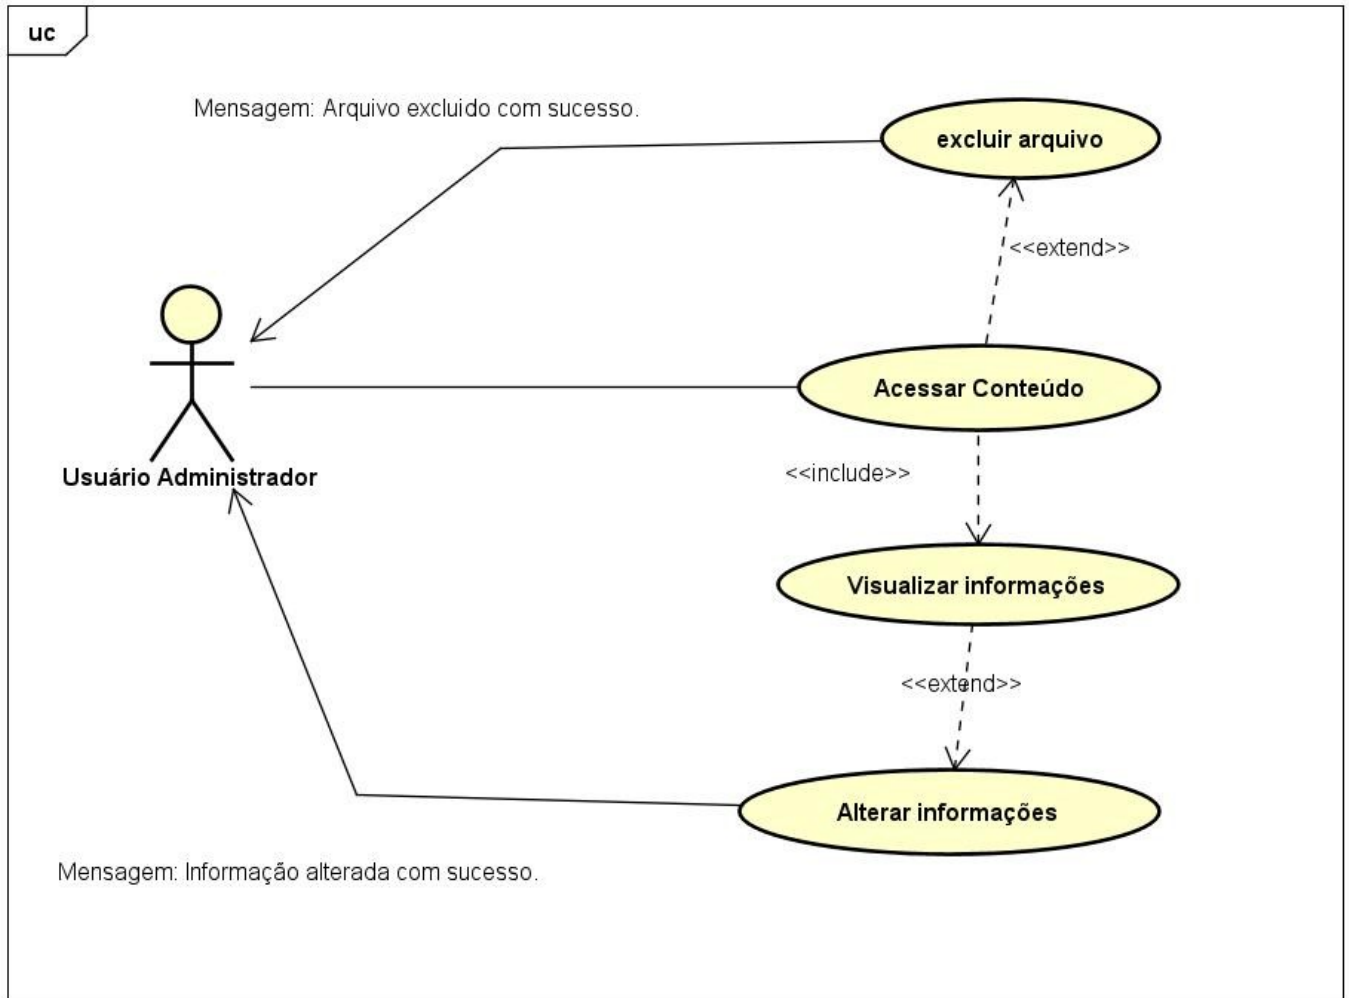 uc
Mensagem: Arquivo excluido com sucesso.
excluir arquivo
<<extend>>
Acessar Conteúdo
<<include>>
Usuário Administrador
Visualizar informações
<<extend>>
Alterar informações
Mensagem: Informação alterada com sucesso.